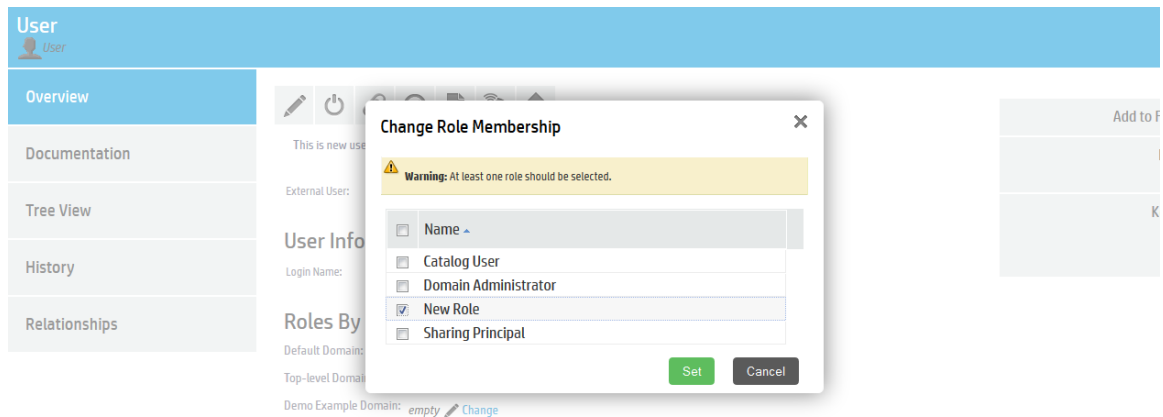 User
User
Overview
Documentation
Tree View
History
Relationships
This is new use
External User:
User Info
Login Name:
Roles By
Default Domain:
Top-level Domai
Demo Example Domain: empty Change
Change Role Membership
Warning: At least one role should be selected.
Name
Catalog User
Domain Administrator
New Role
Sharing Principal
Set Cancel
Add to F
K